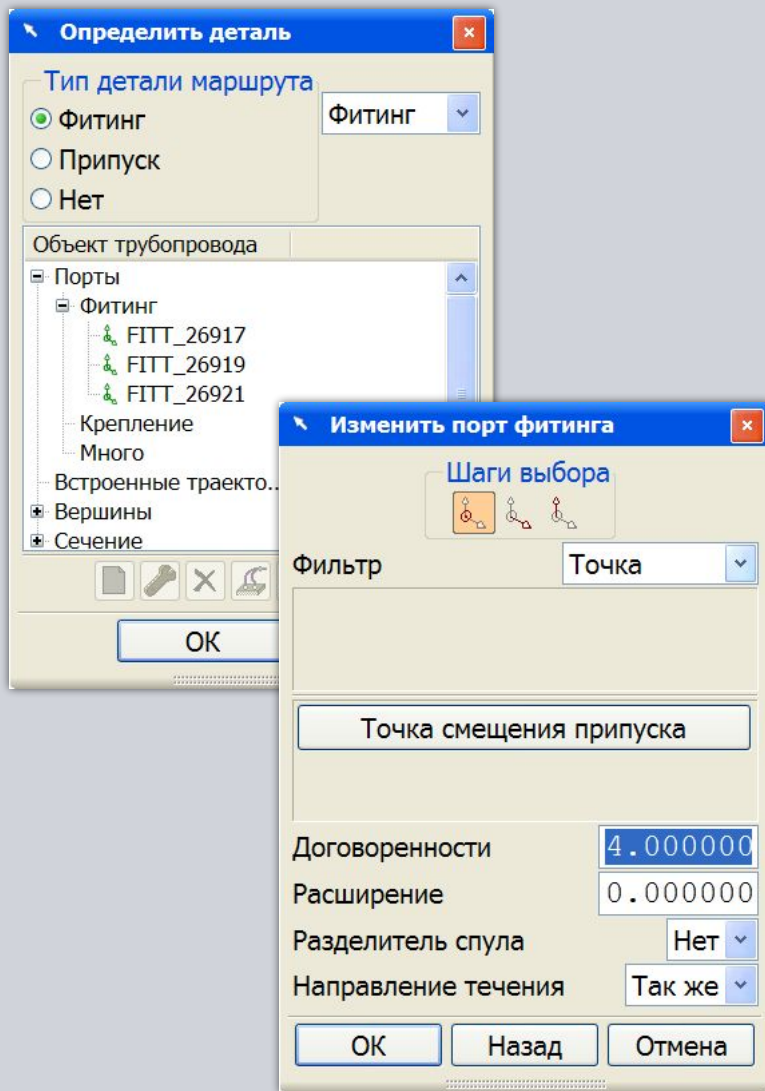 Определить деталь
Тип детали маршрута
Фитинг
Фитинг
Припуск
Нет
Объект трубопровода
Порты
Фитинг
FITT_26917
FITT_26919
FITT_26921
Крепление
Много
Встроенные траекто..
Вершины
Сечение
ОК
Изменить порт фитинга
Шаги выбора
Фильтр Точка
Точка смещения припуска
Договоренности 4.000000
Расширение 0.000000
Разделитель спула Нет
Направление течения Так же
ОК Назад Отмена